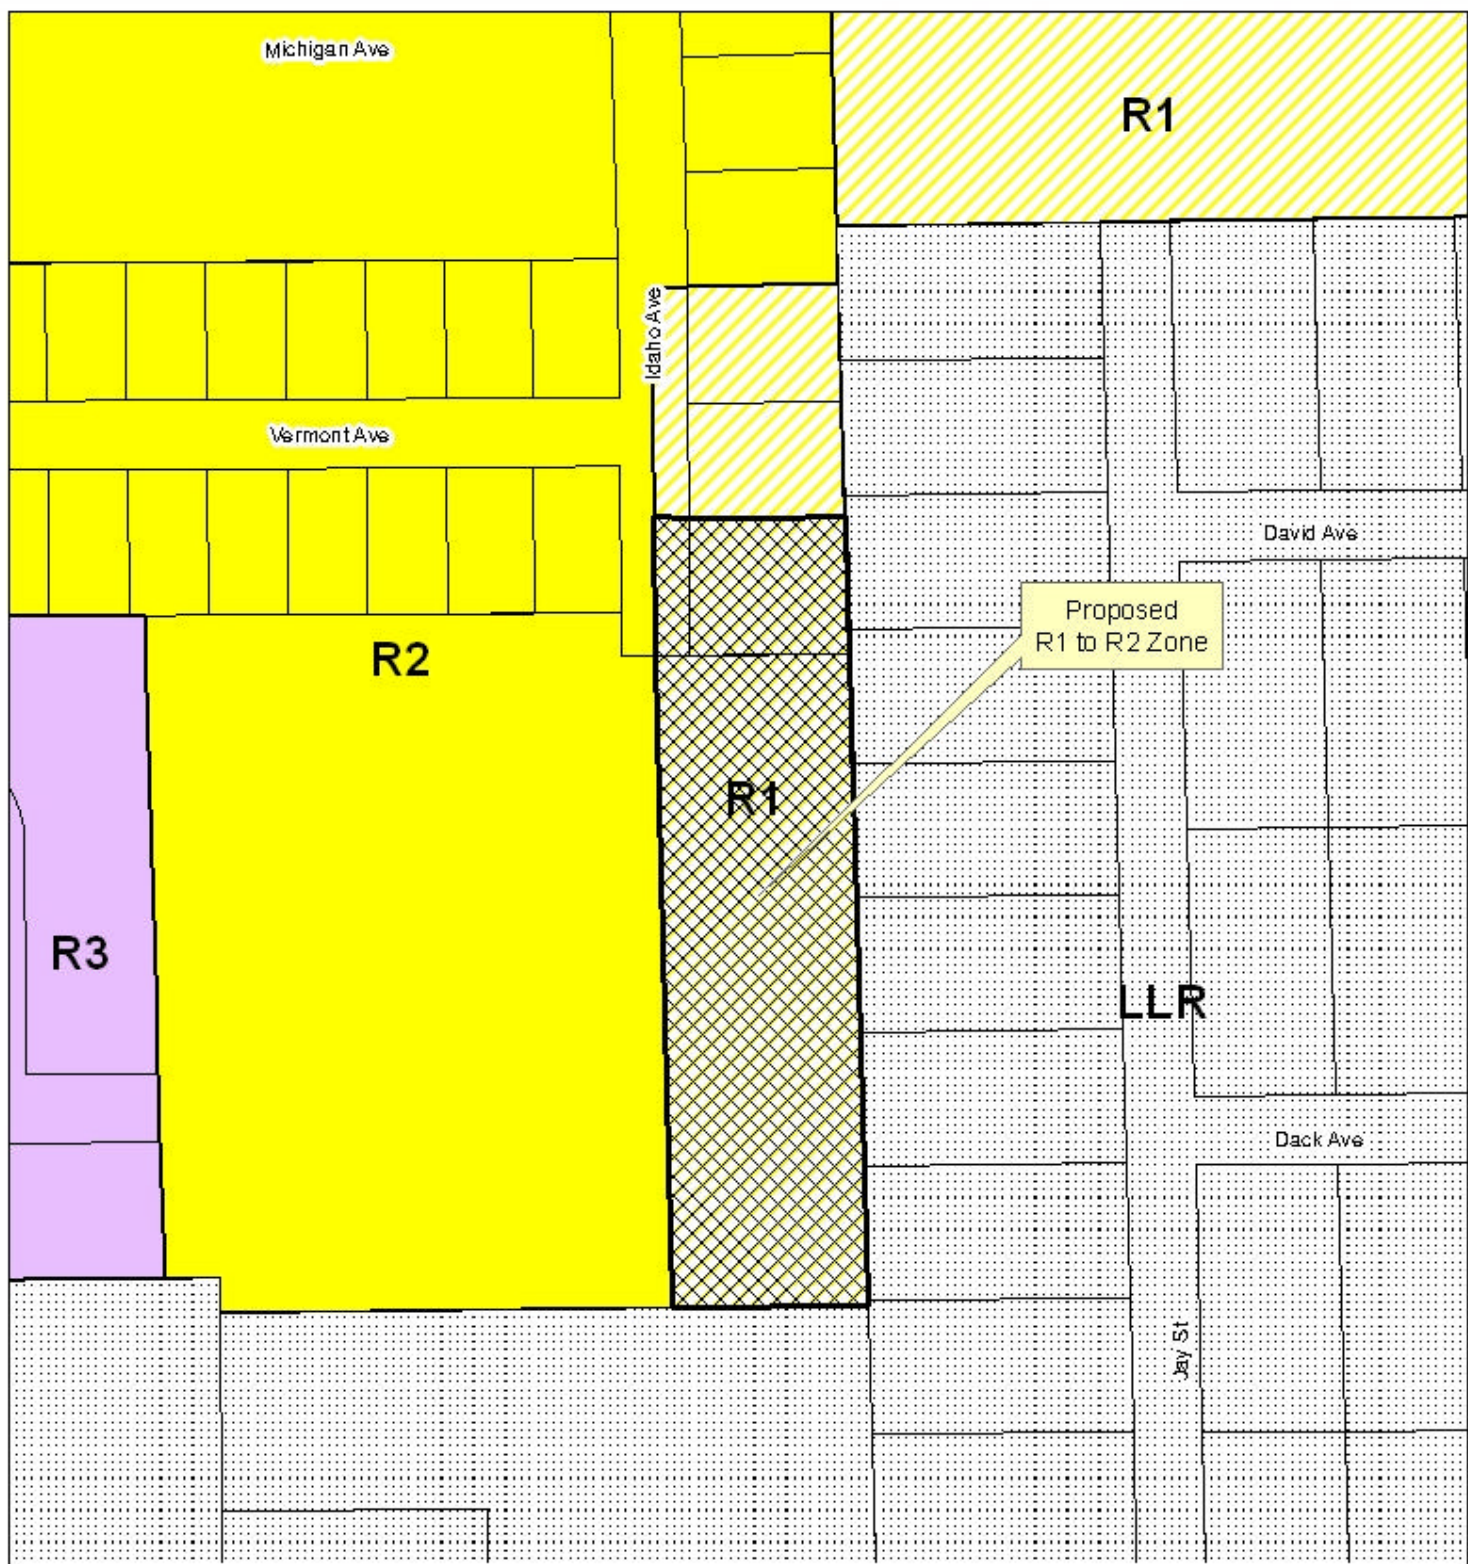 Michigan Ave
R1
Idaho Ave
Vermont Ave
David Ave
Proposed
R1 to R2 Zone
R2
R1
R3
LLR
Dack Ave
Jay St